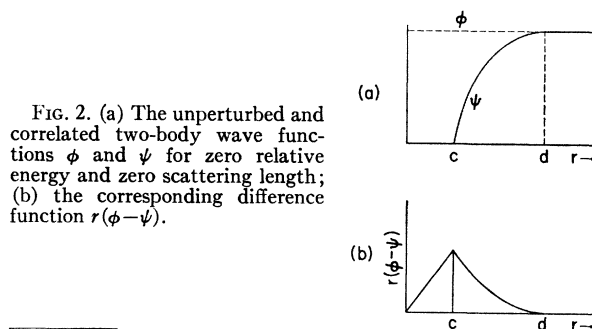 FIG. 2. (a) The unperturbed and
correlated two-body wave func-
tions ϕ and ψ for zero relative
energy and zero scattering length;
(b) the corresponding difference
function r(ϕ−ψ).
(a)
ϕ
ψ
c d r→
(b)
r(ϕ−ψ)
c d r→